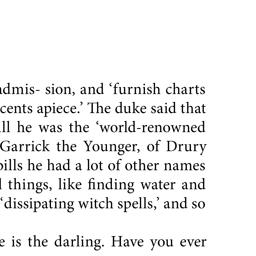 admis- sion, and ‘furnish charts
cents apiece.’ The duke said that
he was the ‘world-renowned
Garrick the Younger, of Drury
bills he had a lot of other names
things, like finding water and
‘dissipating witch spells,’ and so
is the darling. Have you ever